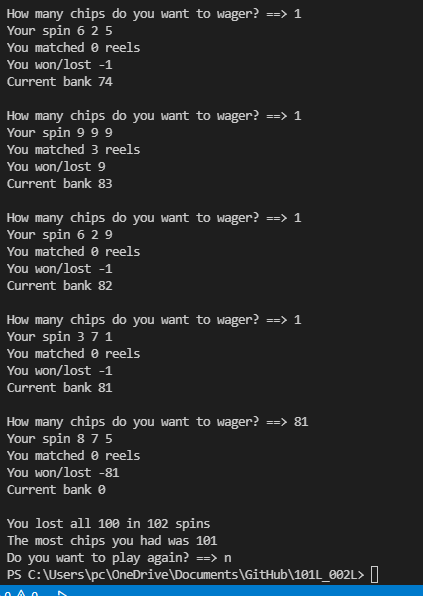 How many chips do you want to wager? ==> 1
Your spin 6 2 5
You matched 0 reels
You won/lost -1
Current bank 74
How many chips do you want to wager? ==> 1
Your spin 9 9 9
You matched 3 reels
You won/lost 9
Current bank 83
How many chips do you want to wager? ==> 1
Your spin 6 2 9
You matched 0 reels
You won/lost -1
Current bank 82
How many chips do you want to wager? ==> 1
Your spin 3 7 1
You matched 0 reels
You won/lost -1
Current bank 81
How many chips do you want to wager? ==> 81
Your spin 8 7 5
You matched 0 reels
You won/lost -81
Current bank 0
You lost all 100 in 102 spins
The most chips you had was 101
Do you want to play again? ==> n
PS C:\Users\pc\OneDrive\Documents\GitHub\101L_002L>